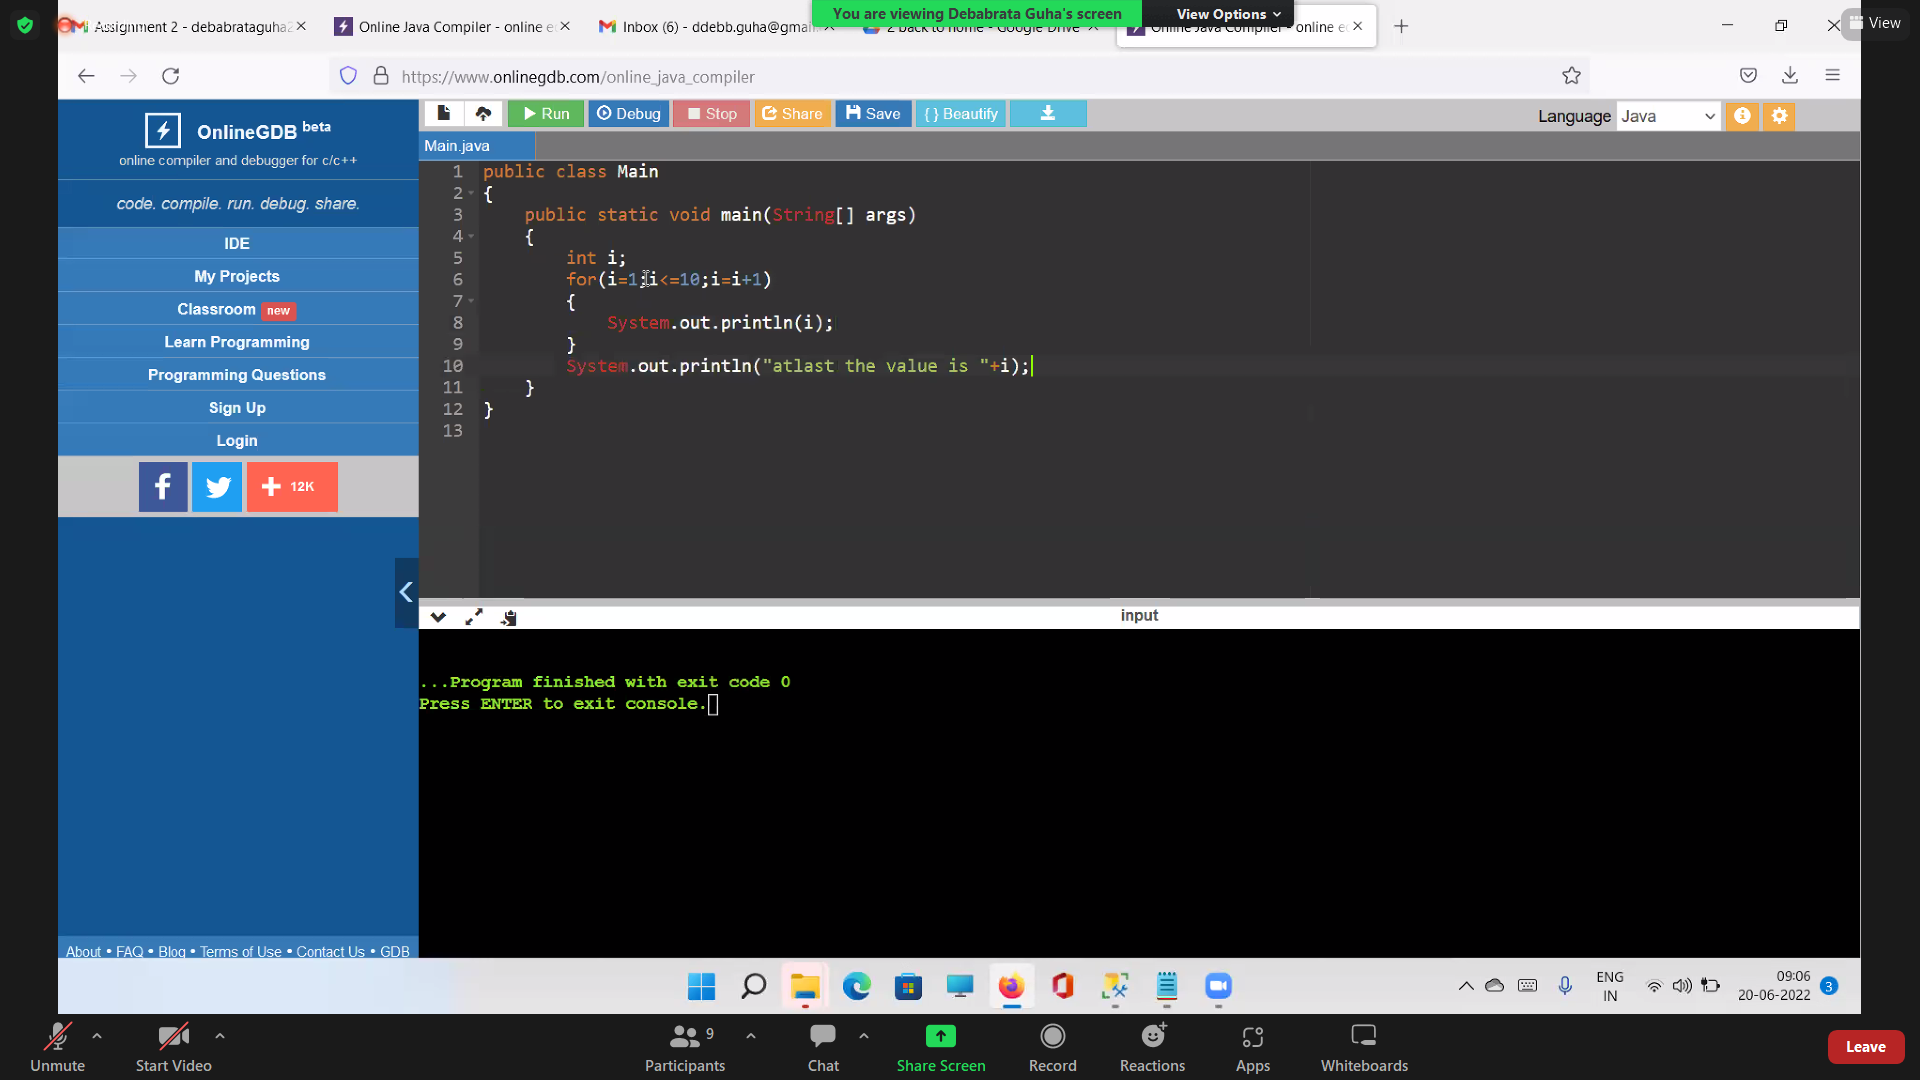 You are viewing Debabrata Guha's screen
View Options
View
Assignment 2 - debabrataguha2
Online Java Compiler - online e
Inbox (6) - ddebb.guha@gmai
2 back to home - Google Drive
Online Java Compiler - online e
https://www.onlinegdb.com/online_java_compiler
OnlineGDB beta
online compiler and debugger for c/c++
code. compile. run. debug. share.
IDE
My Projects
Classroom new
Learn Programming
Programming Questions
Sign Up
Login
f
+ 12K
About • FAQ • Blog • Terms of Use • Contact Us • GDB
Run
Debug
Stop
Share
Save
{ } Beautify
Language Java
Main.java
1 public class Main
2 {
3 public static void main(String[] args)
4 {
5 int i;
6 for(i=1;i<=10;i=i+1)
7 {
8 System.out.println(i);
9 }
10 System.out.println("atlast the value is "+i);
11 }
12 }
13
input
...Program finished with exit code 0
Press ENTER to exit console.
ENG
IN
09:06
20-06-2022
3
Unmute
Start Video
Participants
9
Chat
Share Screen
Record
Reactions
Apps
Whiteboards
Leave